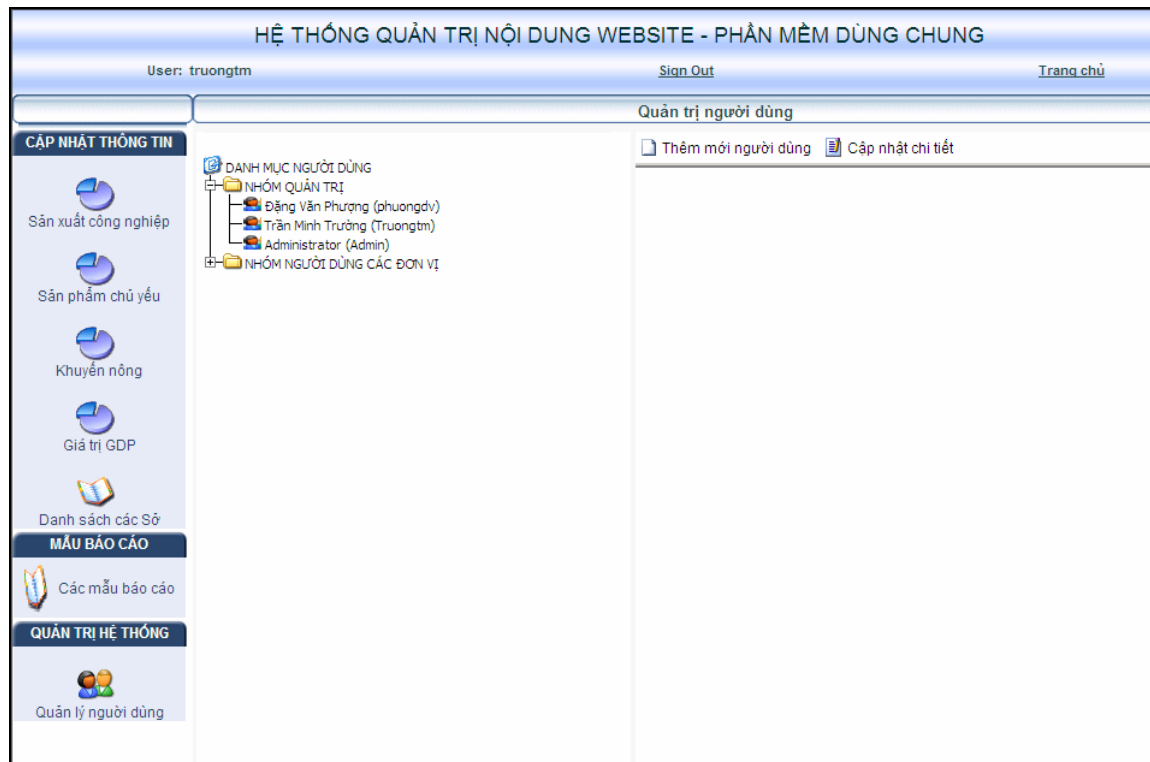 HỆ THỐNG QUẢN TRỊ NỘI DUNG WEBSITE - PHẦN MỀM DÙNG CHUNG
User: truongtm Sign Out Trang chủ
Quản trị người dùng
CẬP NHẬT THÔNG TIN
Sản xuất công nghiệp
Sản phẩm chủ yếu
Khuyến nông
Giá trị GDP
Danh sách các Sở
MẪU BÁO CÁO
Các mẫu báo cáo
QUẢN TRỊ HỆ THỐNG
Quản lý nguời dùng
DANH MỤC NGƯỜI DÙNG
NHÓM QUẢN TRỊ
Đặng Văn Phượng (phuongdv)
Trần Minh Trường (Truongtm)
Administrator (Admin)
NHÓM NGƯỜI DÙNG CÁC ĐƠN VỊ
Thêm mới người dùng Cập nhật chi tiết